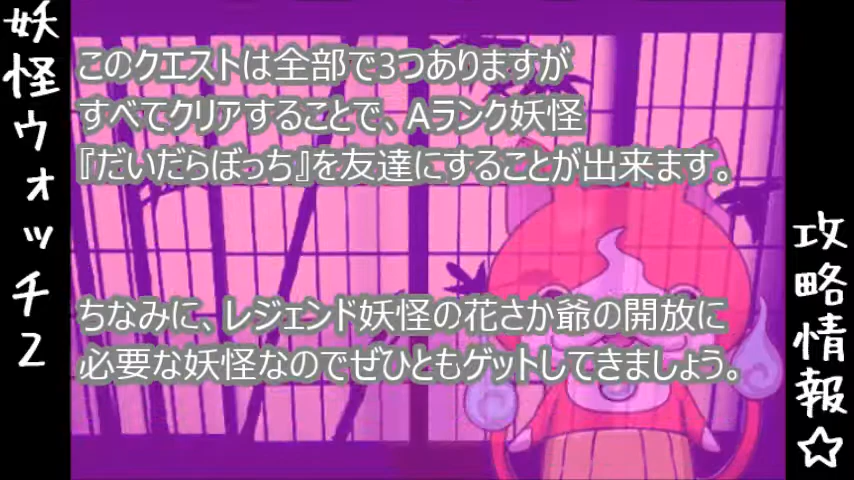 妖怪ウォッチ2
このクエストは全部で3つありますが
すべてクリアすることで、Aランク妖怪
『だいだらぼっち』を友達にすることが出来ます。
ちなみに、レジェンド妖怪の花さか爺の開放に
必要な妖怪なのでぜひともゲットしてきましょう。
攻略情報☆